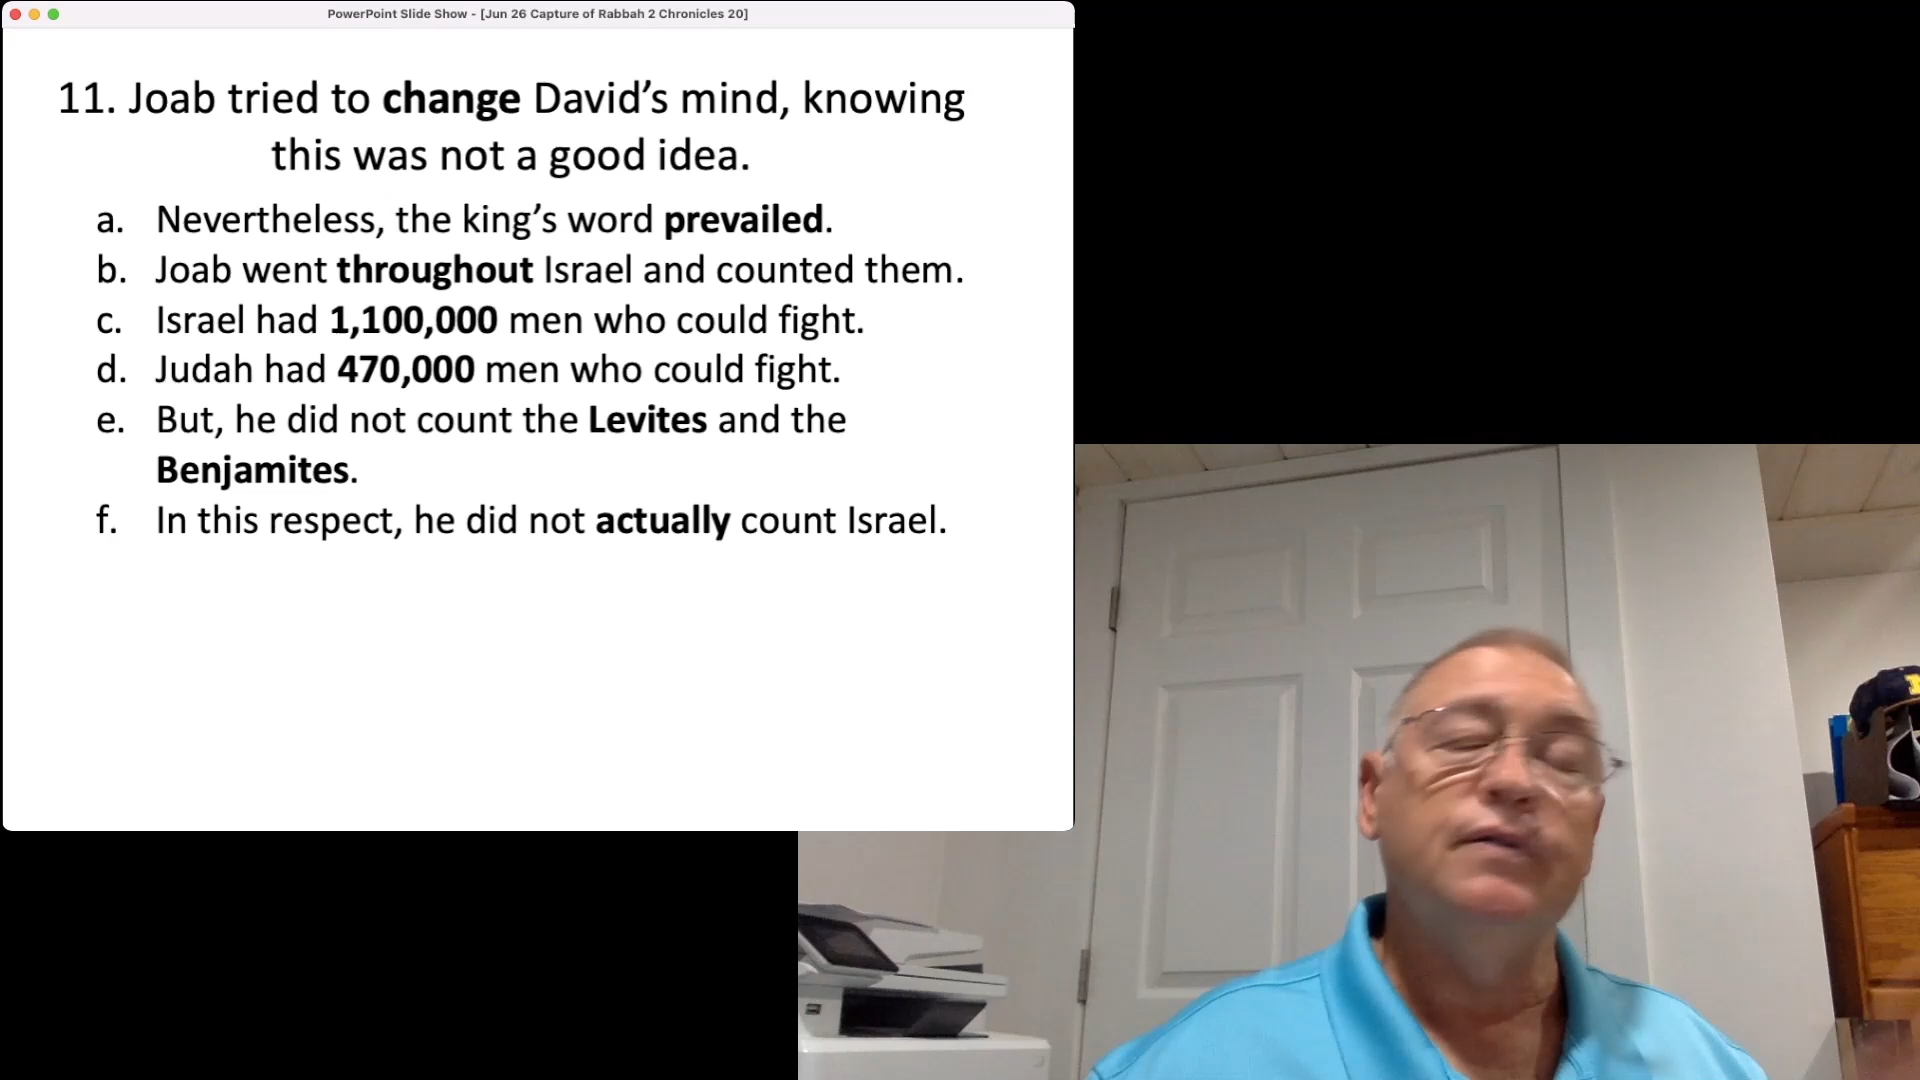 PowerPoint Slide Show - [Jun 26 Capture of Rabbah 2 Chronicles 20]
11. Joab tried to change David’s mind, knowing
this was not a good idea.
a. Nevertheless, the king’s word prevailed.
b. Joab went throughout Israel and counted them.
c. Israel had 1,100,000 men who could fight.
d. Judah had 470,000 men who could fight.
e. But, he did not count the Levites and the
Benjamites.
f. In this respect, he did not actually count Israel.